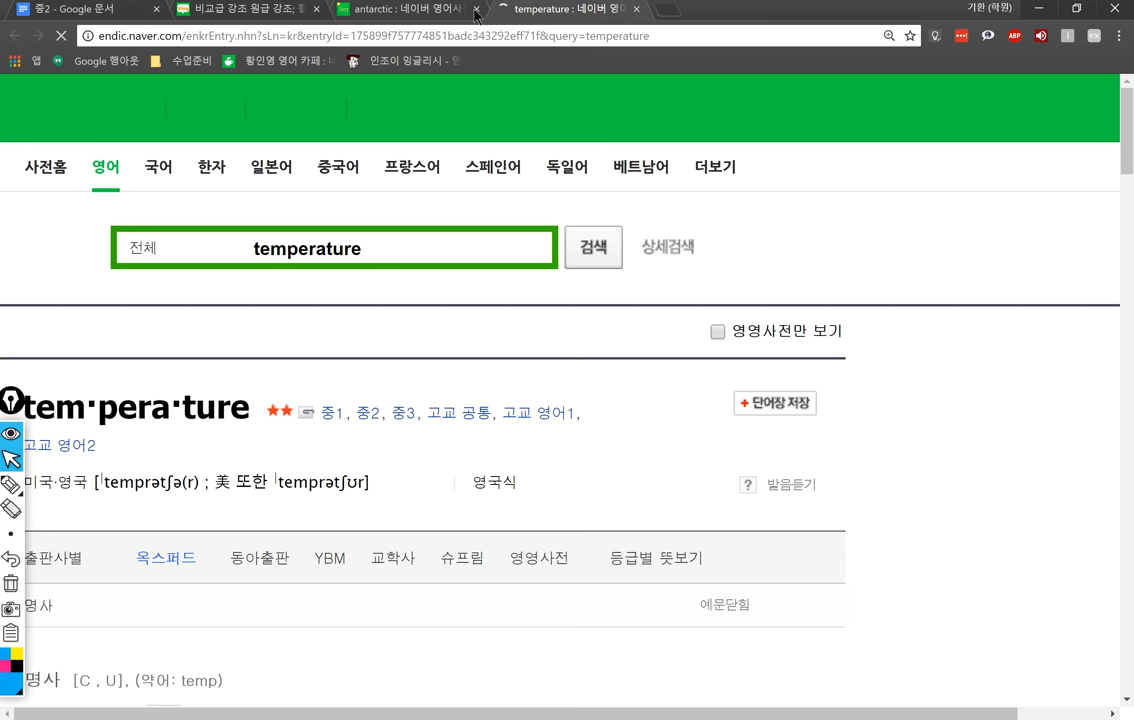 중2 - Google 문서
비교급 강조 원급 강조; 훨
antarctic : 네이버 영어사
temperature : 네이버 영어
기환 (학원)
endic.naver.com/enkrEntry.nhn?sLn=kr&entryId=175899f757774851badc343292eff71f&query=temperature
앱 Google 행아웃 수업준비 황인영 영어 카페 : 네 인조이 잉글리시 - 영
사전홈 영어 국어 한자 일본어 중국어 프랑스어 스페인어 독일어 베트남어 더보기
전체 temperature 검색 상세검색
영영사전만 보기
tem·pera·ture 중1, 중2, 중3, 고교 공통, 고교 영어1,
고교 영어2
+ 단어장 저장
미국·영국 [ˈtemprətʃə(r) ; 美 또한 ˈtemprətʃʊr] 영국식 ? 발음듣기
출판사별 옥스퍼드 동아출판 YBM 교학사 슈프림 영영사전 등급별 뜻보기
명사 예문닫힘
명사 [C , U], (약어: temp)